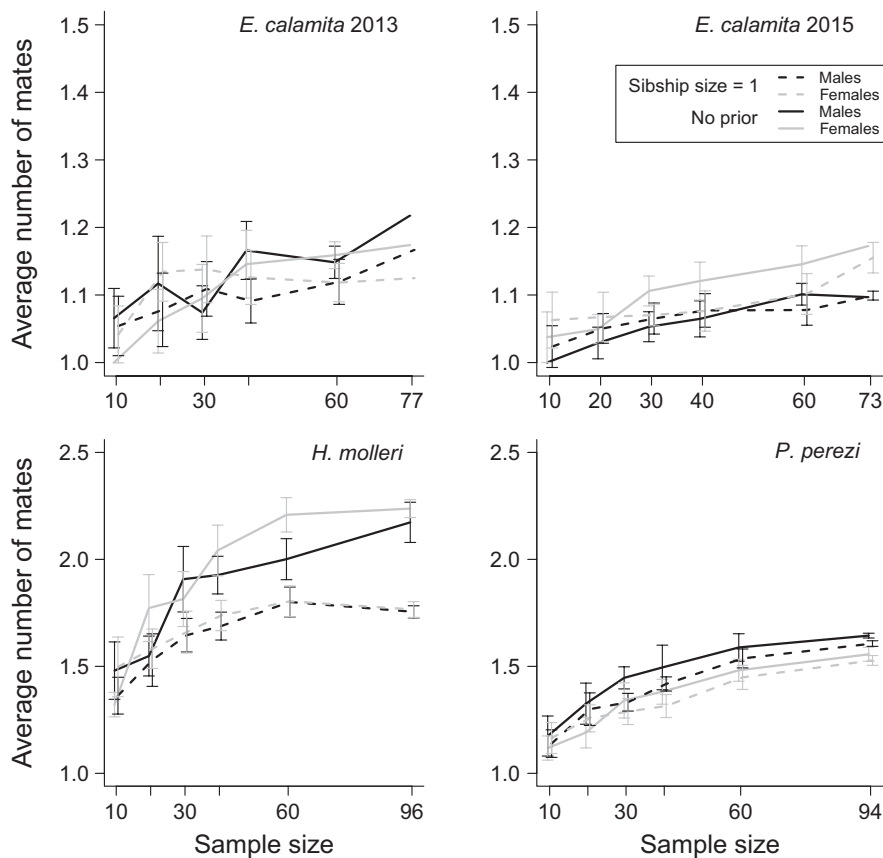 E. calamita 2013
1.5
1.4
1.3
1.2
1.1
1.0
Average number of mates
10
30
60
77
E. calamita 2015
Sibship size = 1
Males
Females
No prior
Males
Females
1.5
1.4
1.3
1.2
1.1
1.0
10
20
30
40
60
73
H. molleri
2.5
2.0
1.5
1.0
Average number of mates
10
30
60
96
Sample size
P. perezi
2.5
2.0
1.5
1.0
10
30
60
94
Sample size